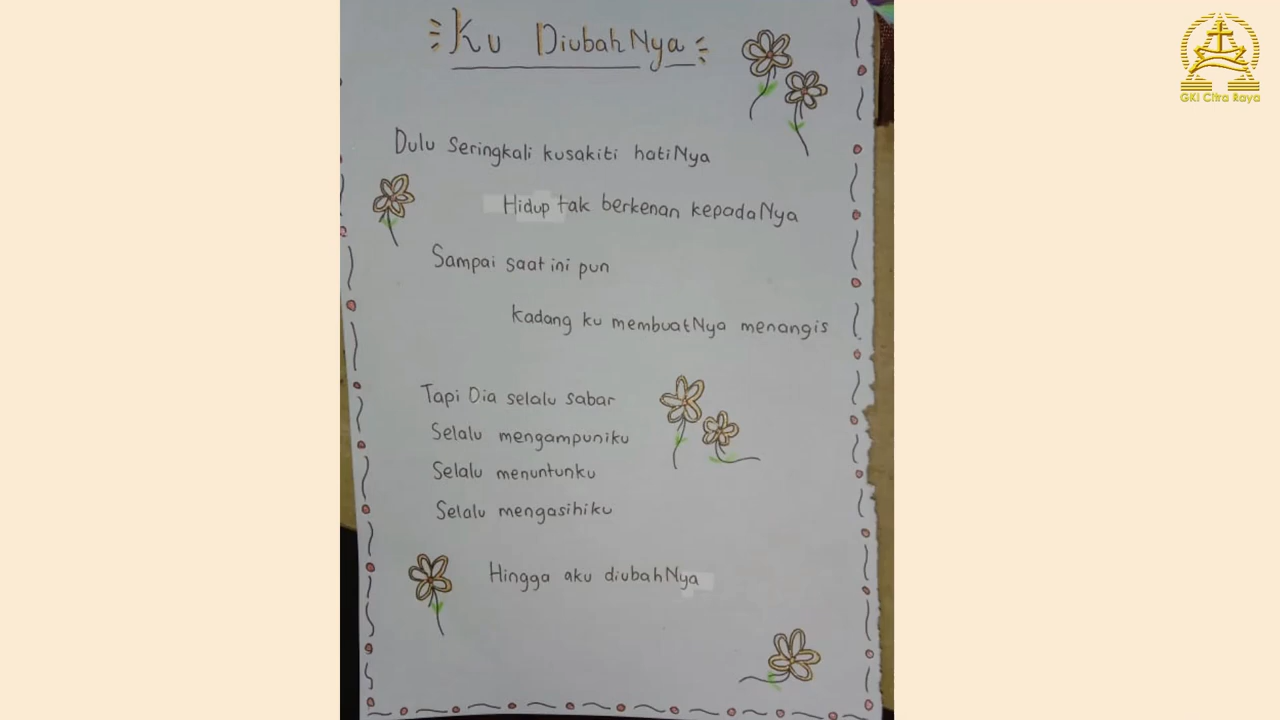 Ku DiubahNya
GKI Citra Raya
Dulu seringkali kusakiti hatiNya
Hidup tak berkenan kepadaNya
Sampai saat ini pun
Kadang ku membuatNya menangis
Tapi Dia selalu sabar
Selalu mengampuniku
Selalu menuntunku
Selalu mengasihiku
Hingga aku diubahNya